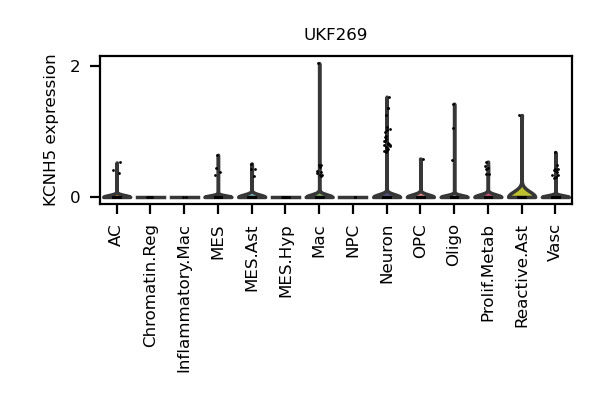 UKF269
KCNH5 expression
2
0
AC
Chromatin.Reg
Inflammatory.Mac
MES
MES.Ast
MES.Hyp
Mac
NPC
Neuron
OPC
Oligo
Prolif.Metab
Reactive.Ast
Vasc